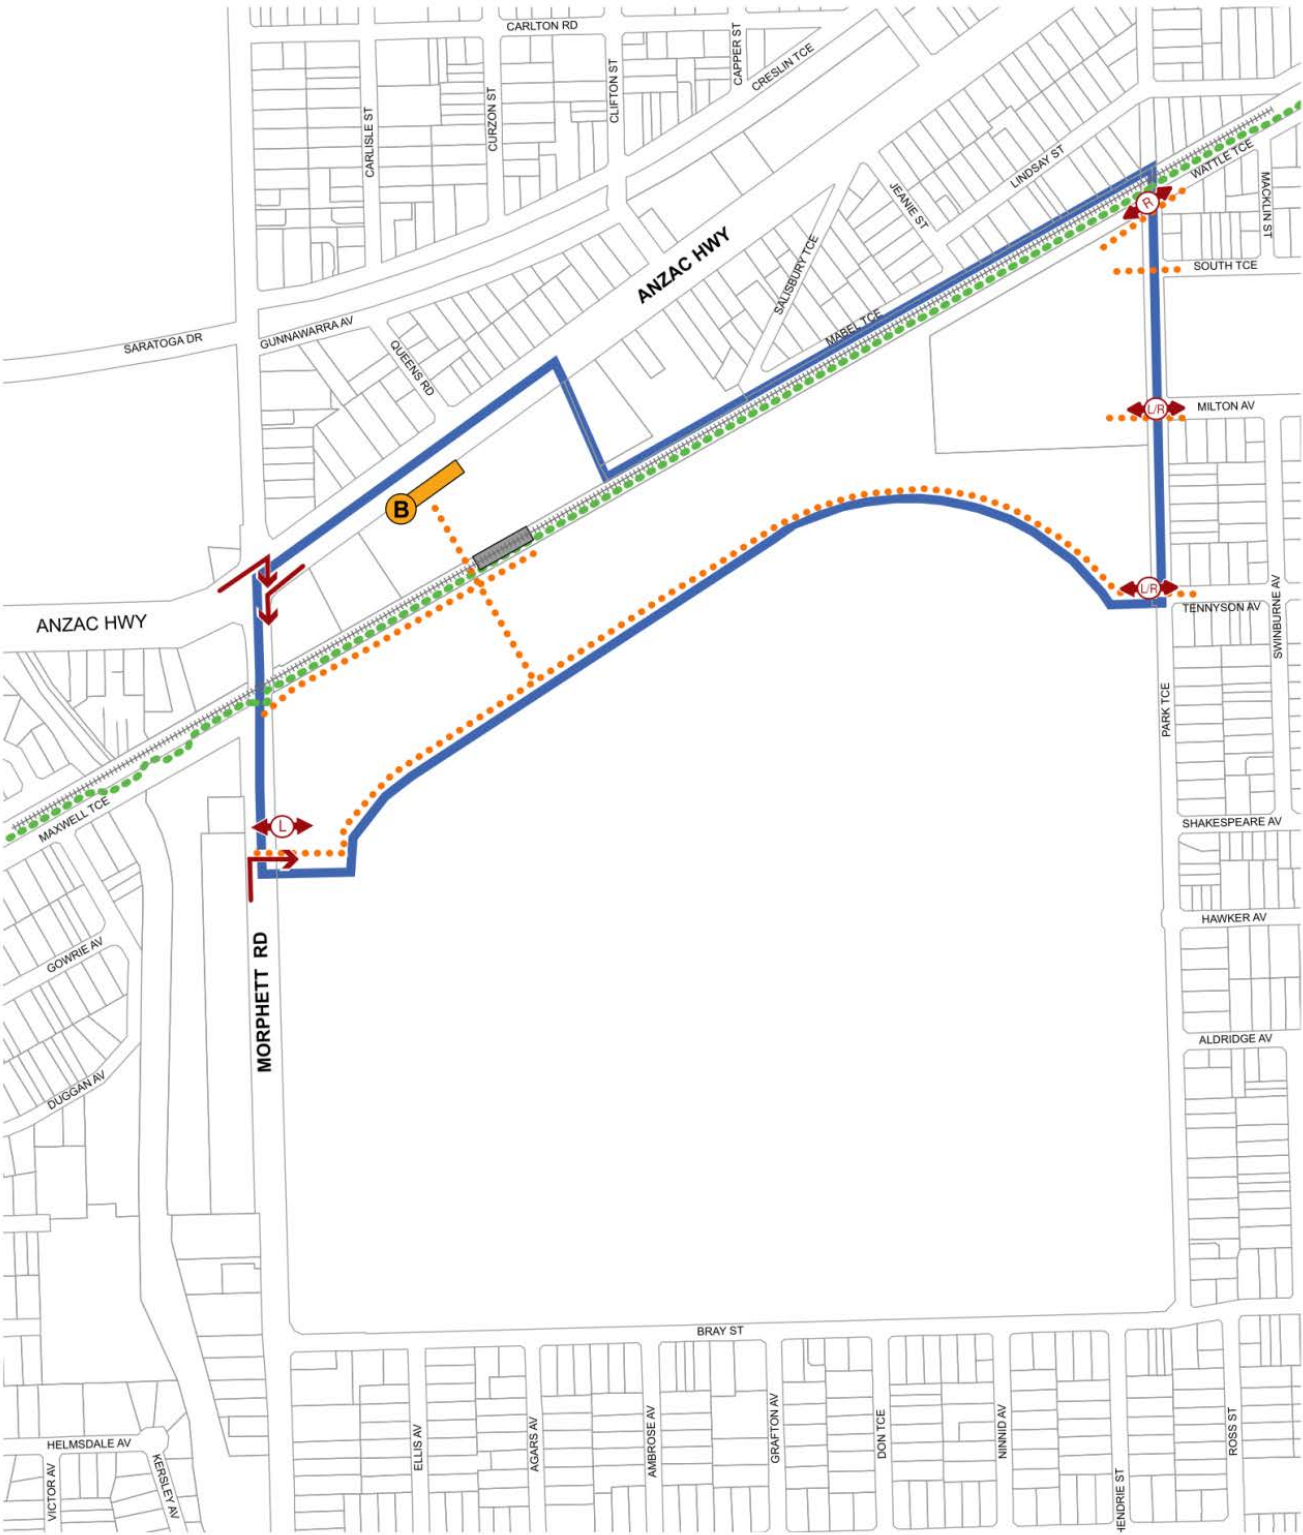 CARLTON RD
CAPPER ST
CRESLIN TCE
CLIFTON ST
CURZON ST
CARLISLE ST
LINDSAY ST
WATTLE TCE
JEANIE ST
MACKLIN ST
R
ANZAC HWY
SALISBURY TCE
SOUTH TCE
GUNNAWARRA AV
SARATOGA DR
MABEL TCE
QUEENS RD
L/R
MILTON AV
B
L/R
TENNYSON AV
SWINBURNE AV
ANZAC HWY
PARK TCE
MAXWELL TCE
L
SHAKESPEARE AV
HAWKER AV
GOWRIE AV
MORPHETT RD
ALDRIDGE AV
DUGGAN AV
BRAY ST
HELMSDALE AV
VICTOR AV
KERSLEY AV
ELLIS AV
AGARS AV
AMBROSE AV
GRAFTON AV
DON TCE
NINNID AV
HENDRIE ST
ROSS ST